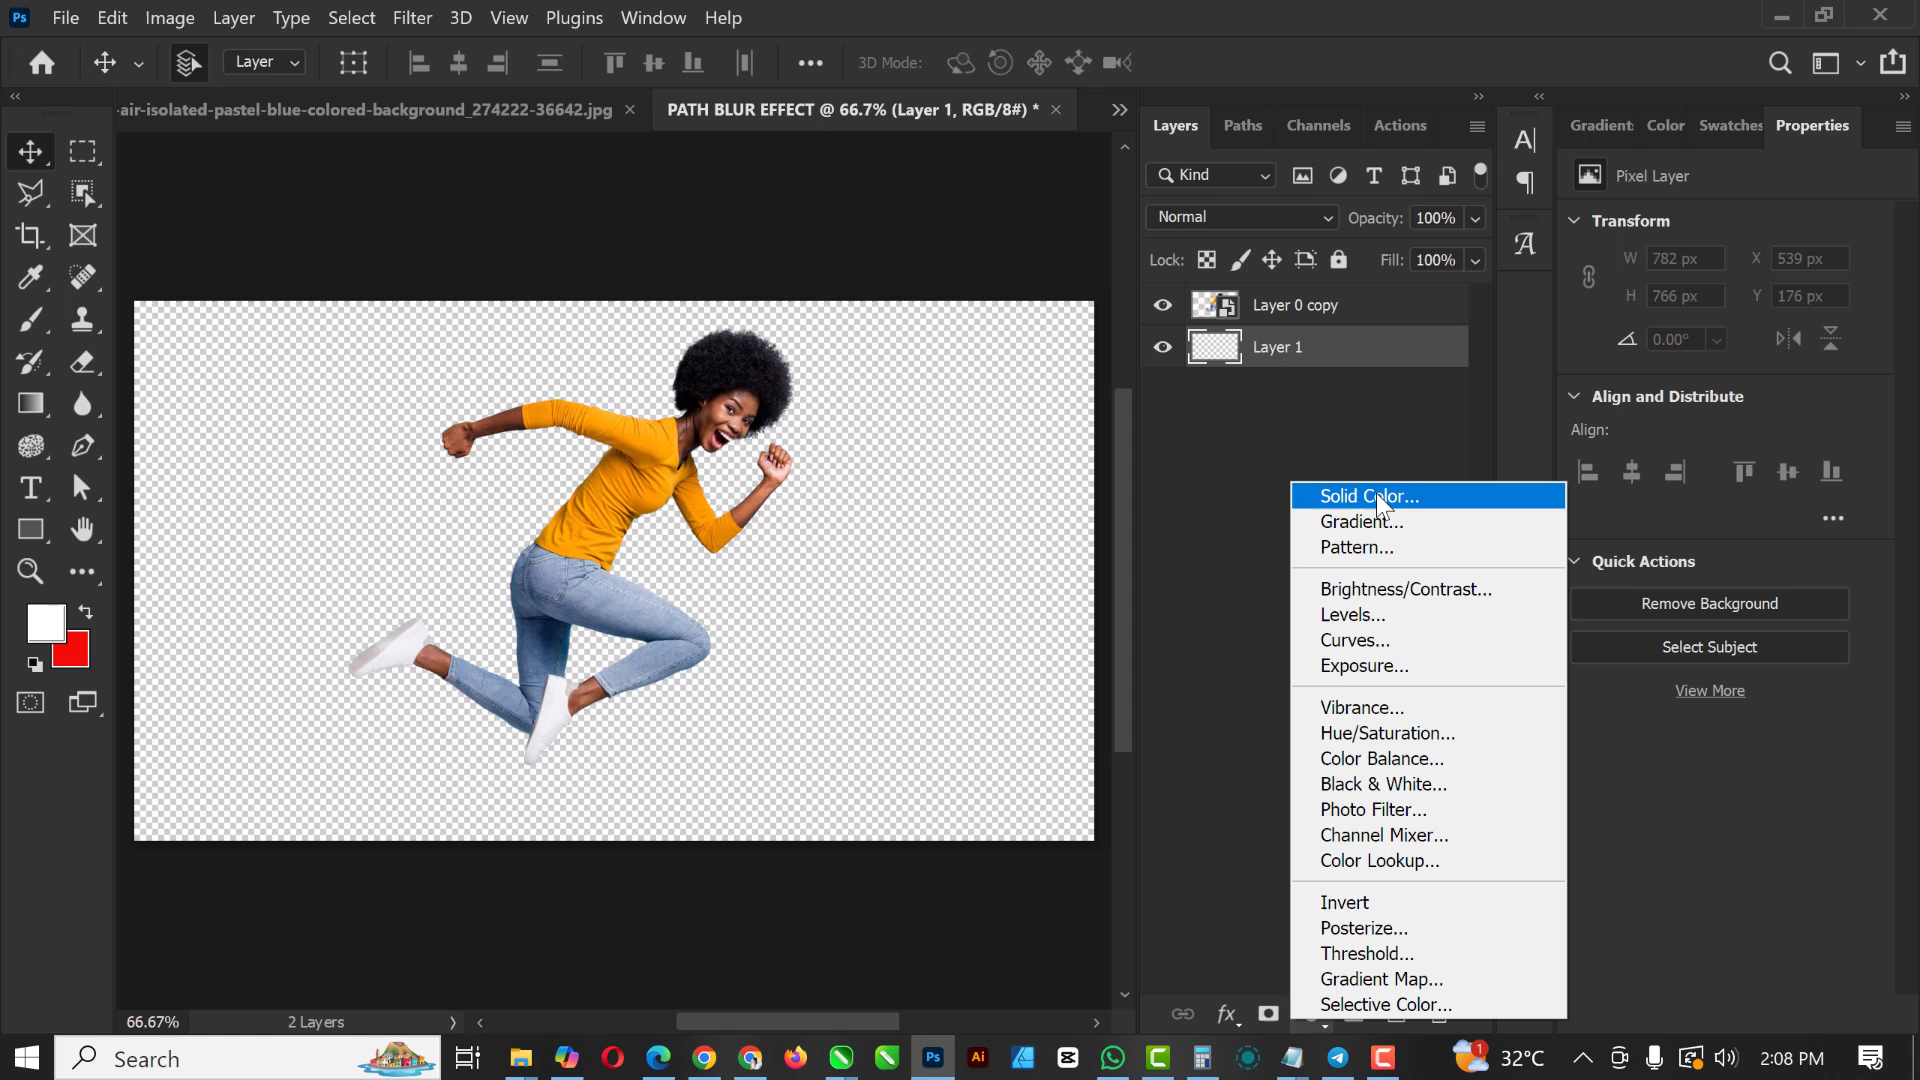 Ps File Edit Image Layer Type Select Filter 3D View Plugins Window Help
Layer 3D Mode:
-air-isolated-pastel-blue-colored-background_274222-36642.jpg × PATH BLUR EFFECT @ 66.7% (Layer 1, RGB/8#) * ×
Layers Paths Channels Actions
Kind
Normal Opacity: 100%
Lock: Fill: 100%
Layer 0 copy
Layer 1
Gradient: Color Swatches Properties
Pixel Layer
Transform
W 782 px X 539 px
H 766 px Y 176 px
0.00°
Align and Distribute
Align:
Quick Actions
Remove Background
Select Subject
View More
Solid Color...
Gradient...
Pattern...
Brightness/Contrast...
Levels...
Curves...
Exposure...
Vibrance...
Hue/Saturation...
Color Balance...
Black & White...
Photo Filter...
Channel Mixer...
Color Lookup...
Invert
Posterize...
Threshold...
Gradient Map...
Selective Color...
fx
66.67% 2 Layers
Search Ps Ai 1 32°C 2:08 PM